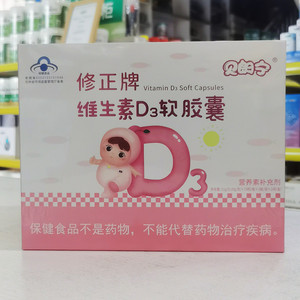 贝的宁
修正牌
Vitamin D₃ Soft Capsules
维生素D₃软胶囊
D₃
营养素补充剂
保健食品不是药物，不能代替药物治疗疾病。